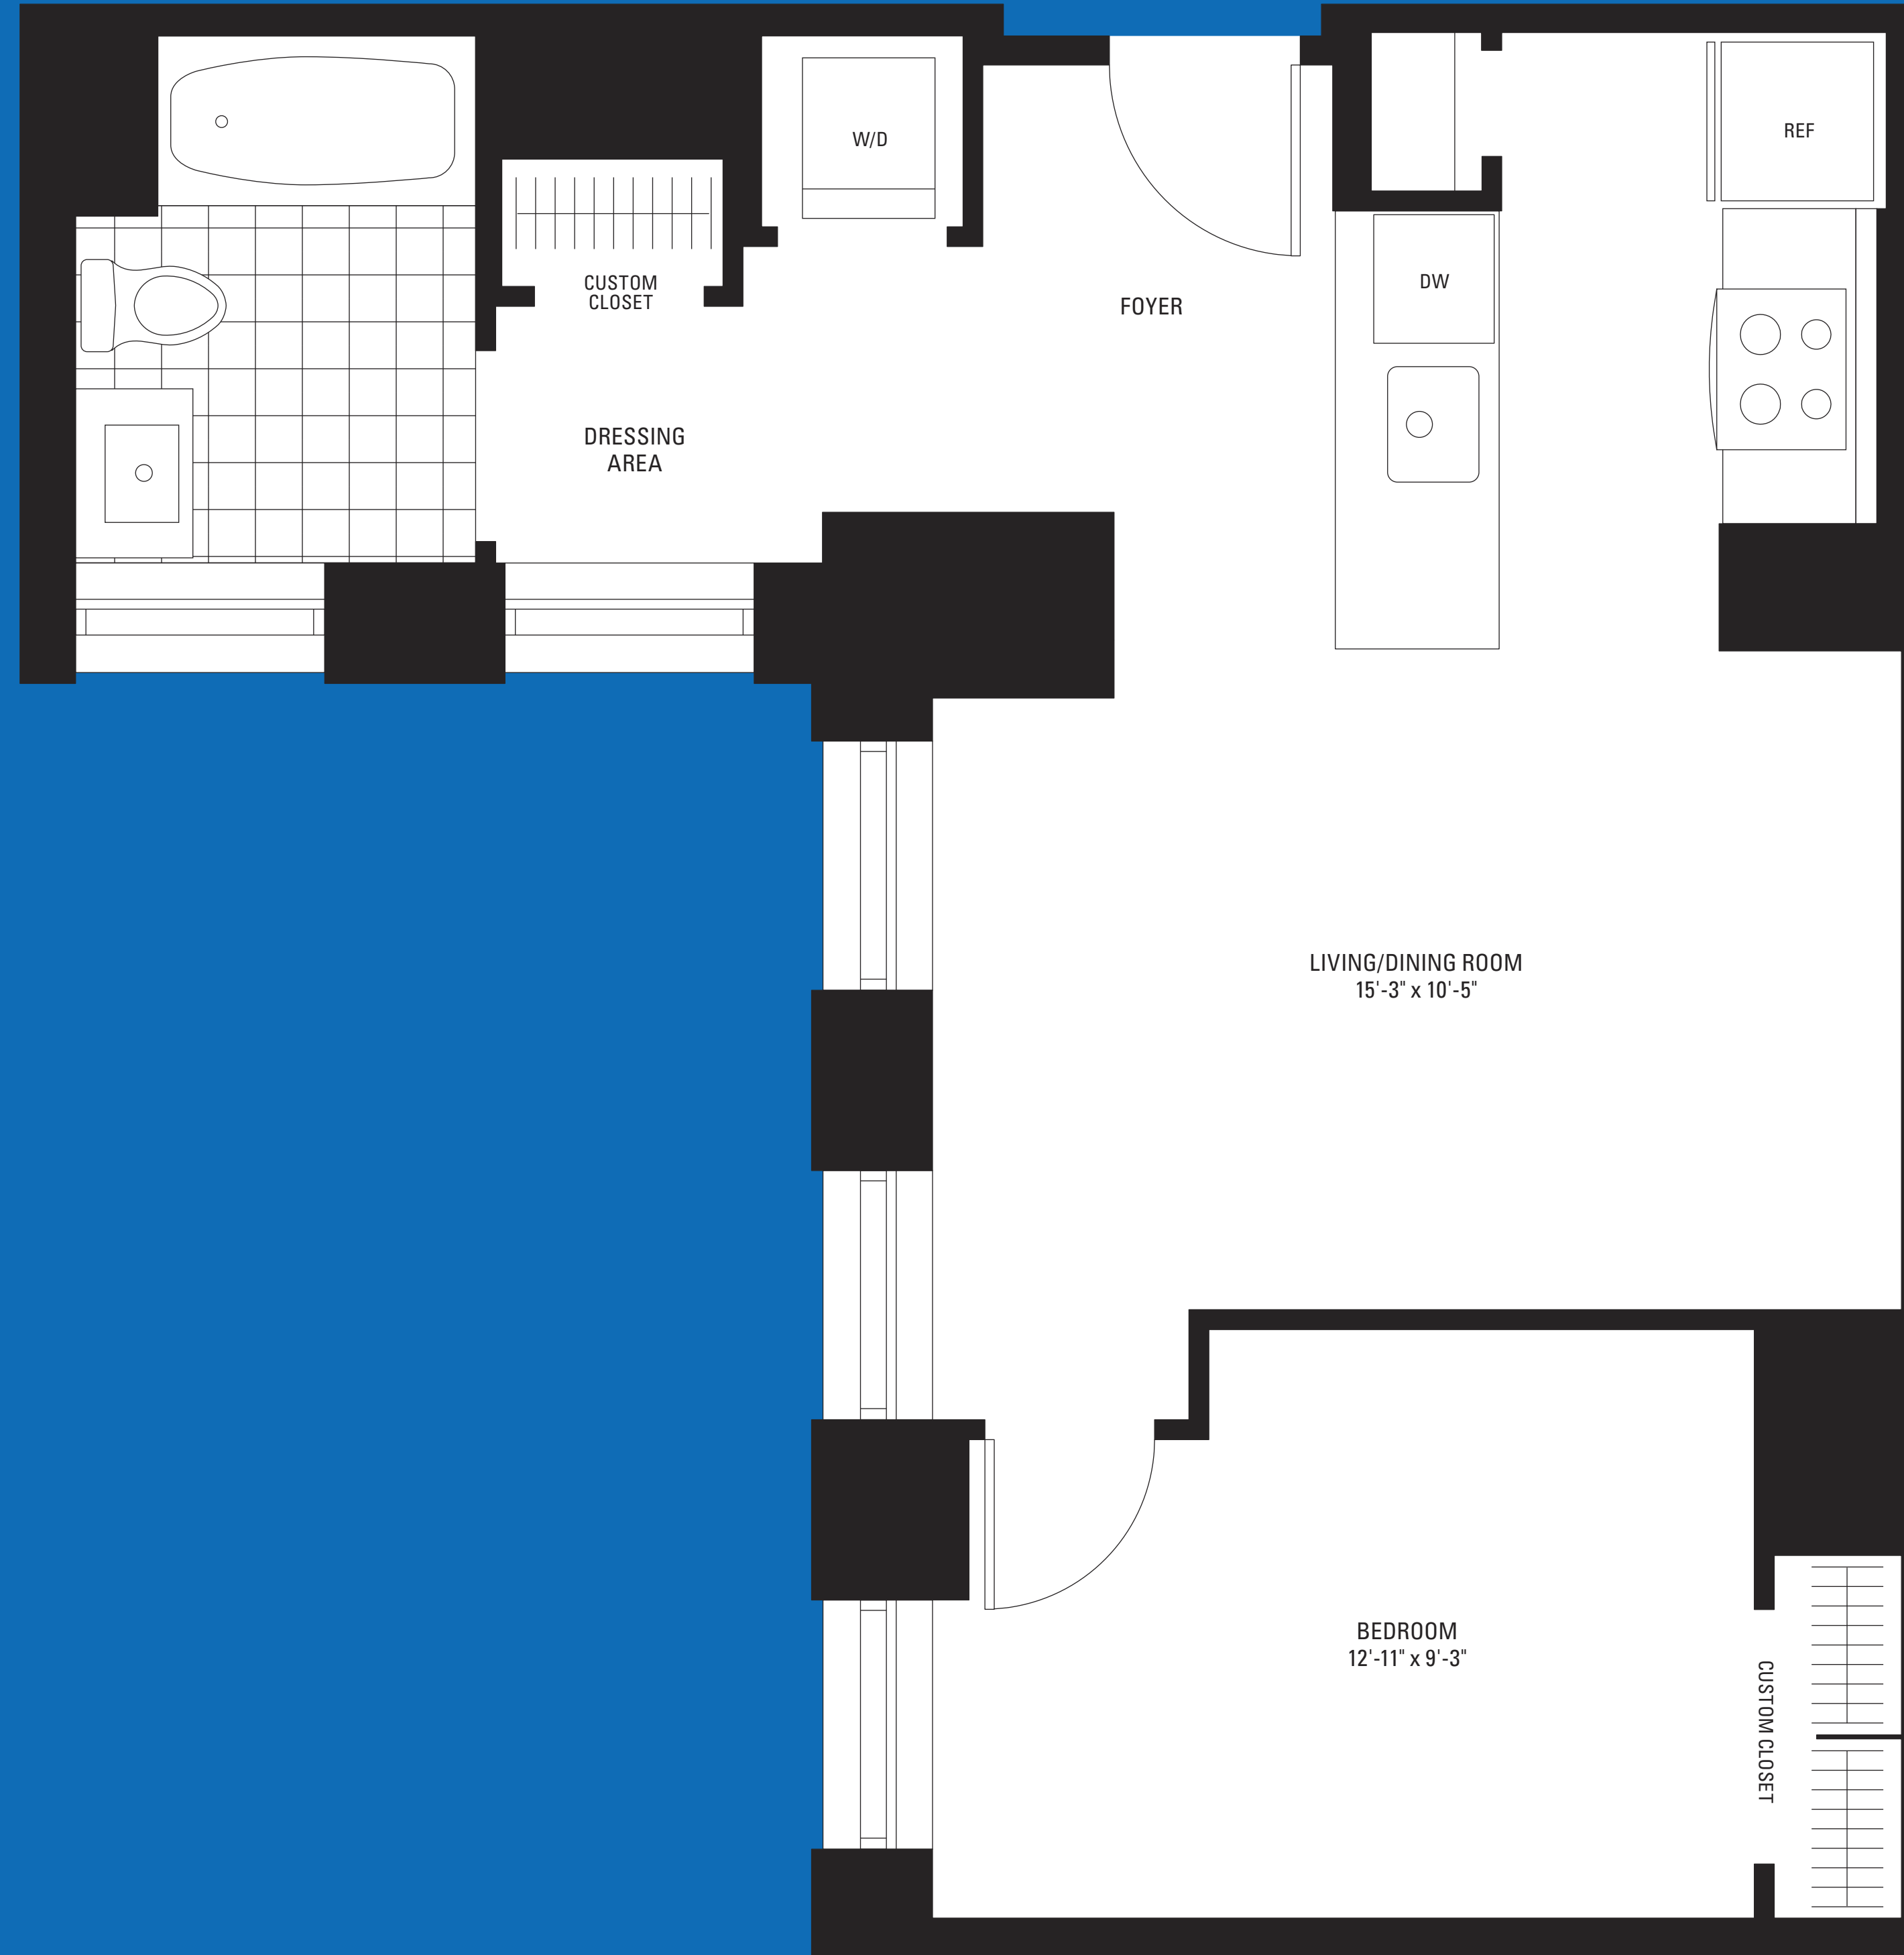 W/D
REF
CUSTOM
CLOSET
DW
FOYER
DRESSING
AREA
LIVING/DINING ROOM
15'-3" x 10'-5"
BEDROOM
12'-11" x 9'-3"
CUSTOM CLOSET